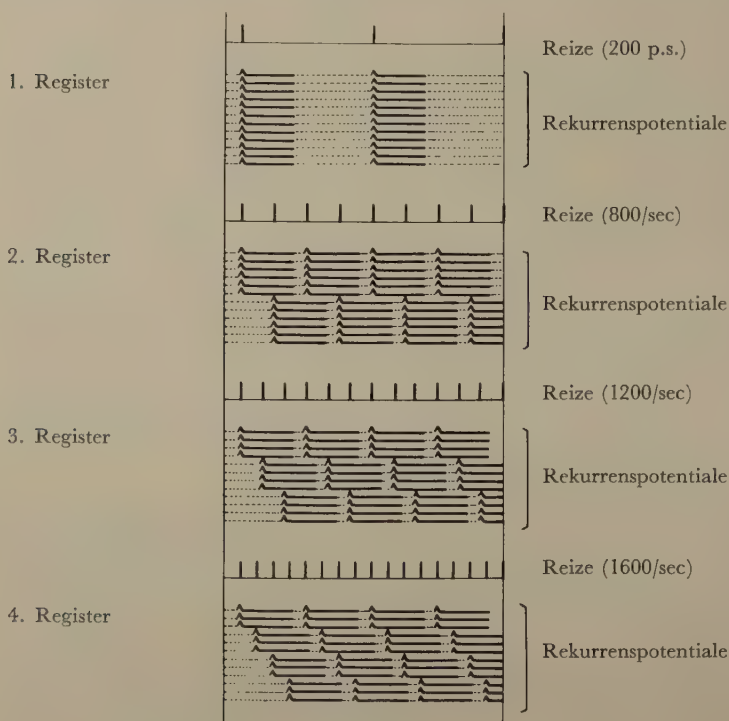 Reize (200 p.s.)
1. Register
Rekurrenspotentiale
Reize (800/sec)
2. Register
Rekurrenspotentiale
Reize (1200/sec)
3. Register
Rekurrenspotentiale
Reize (1600/sec)
4. Register
Rekurrenspotentiale